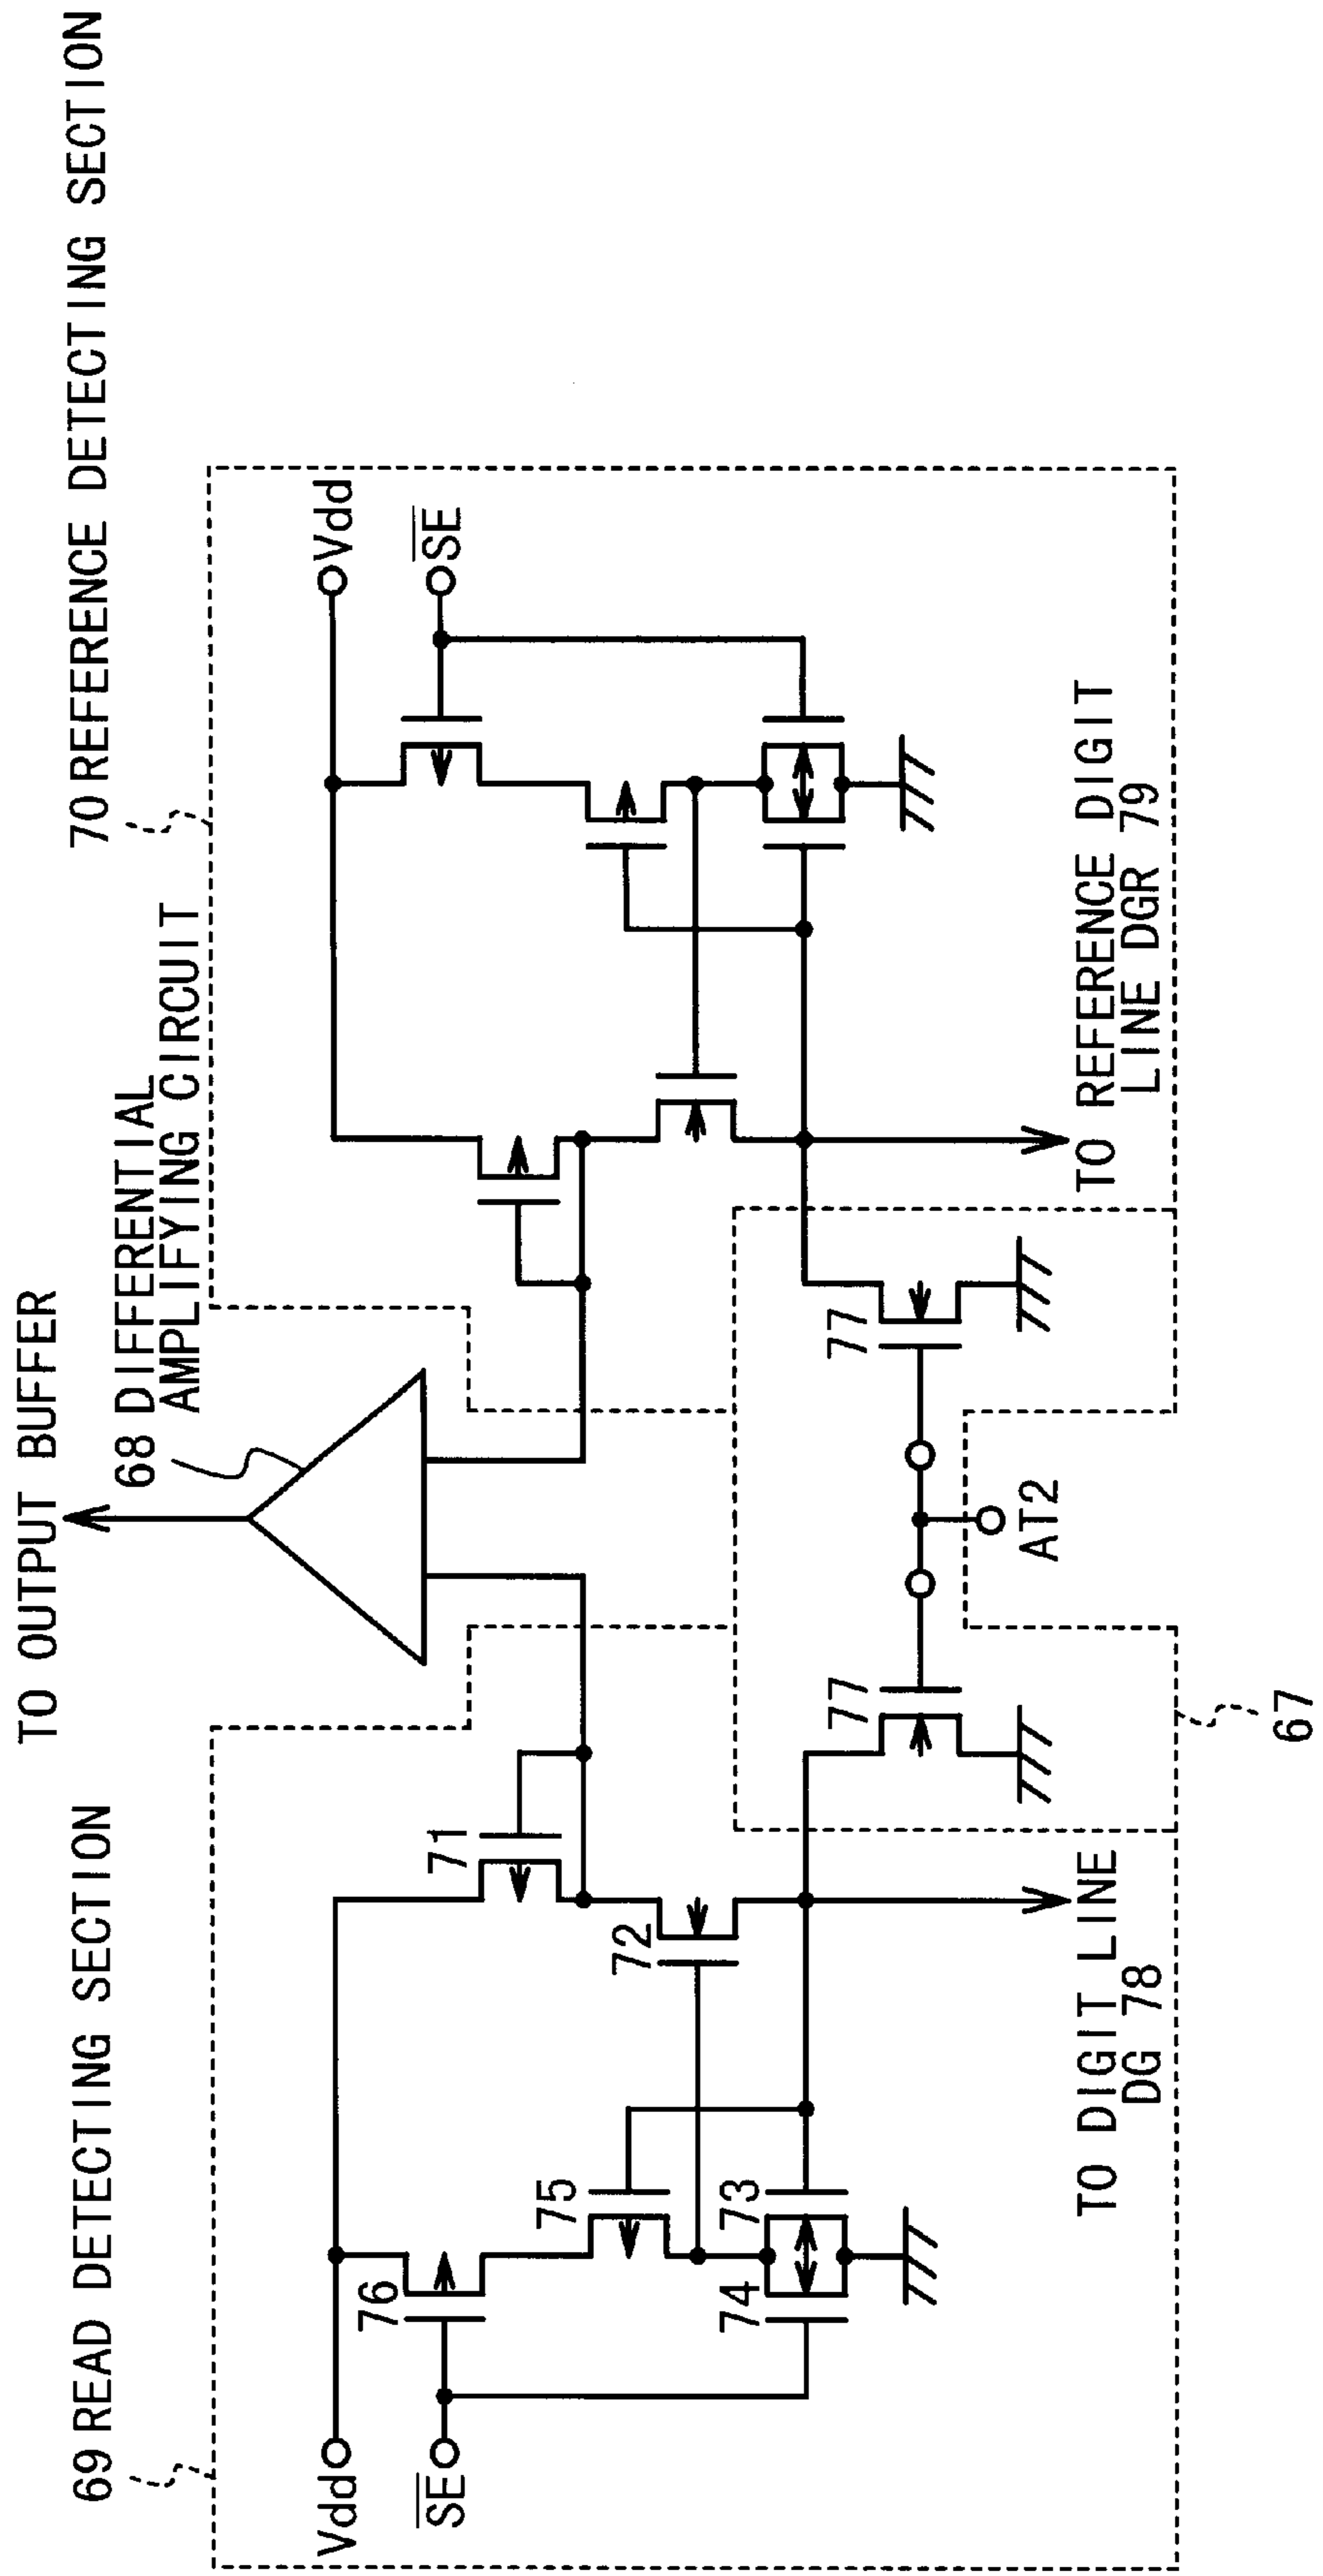 TO OUTPUT BUFFER
69 READ DETECTING SECTION
68 DIFFERENTIAL
AMPLIFYING CIRCUIT
70 REFERENCE DETECTING SECTION
Vdd
SE
76
75
74
73
72
71
77
77
AT2
Vdd
SE
TO DIGIT LINE
DG 78
67
TO REFERENCE DIGIT
LINE DGR 79